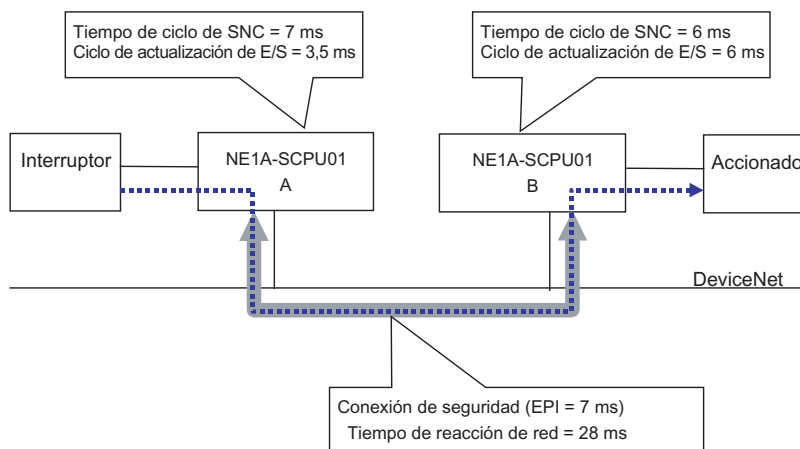 Tiempo de ciclo de SNC = 7 ms
Ciclo de actualización de E/S = 3,5 ms
Tiempo de ciclo de SNC = 6 ms
Ciclo de actualización de E/S = 6 ms
Interruptor
NE1A-SCPU01
A
NE1A-SCPU01
B
Accionado
DeviceNet
Conexión de seguridad (EPI = 7 ms)
Tiempo de reacción de red = 28 ms